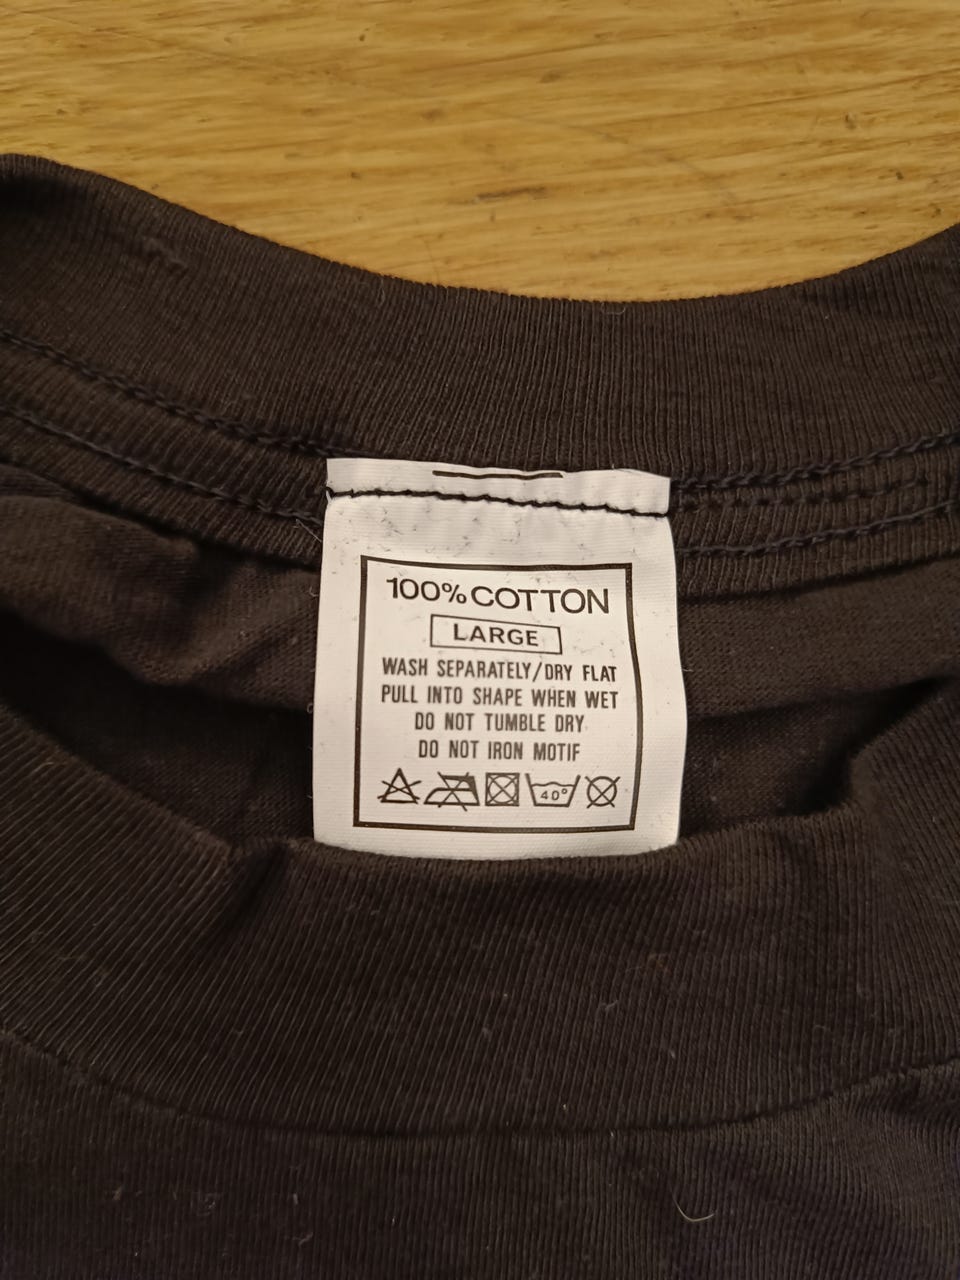 100% COTTON
LARGE
WASH SEPARATELY/DRY FLAT
PULL INTO SHAPE WHEN WET
DO NOT TUMBLE DRY
DO NOT IRON MOTIF
40°